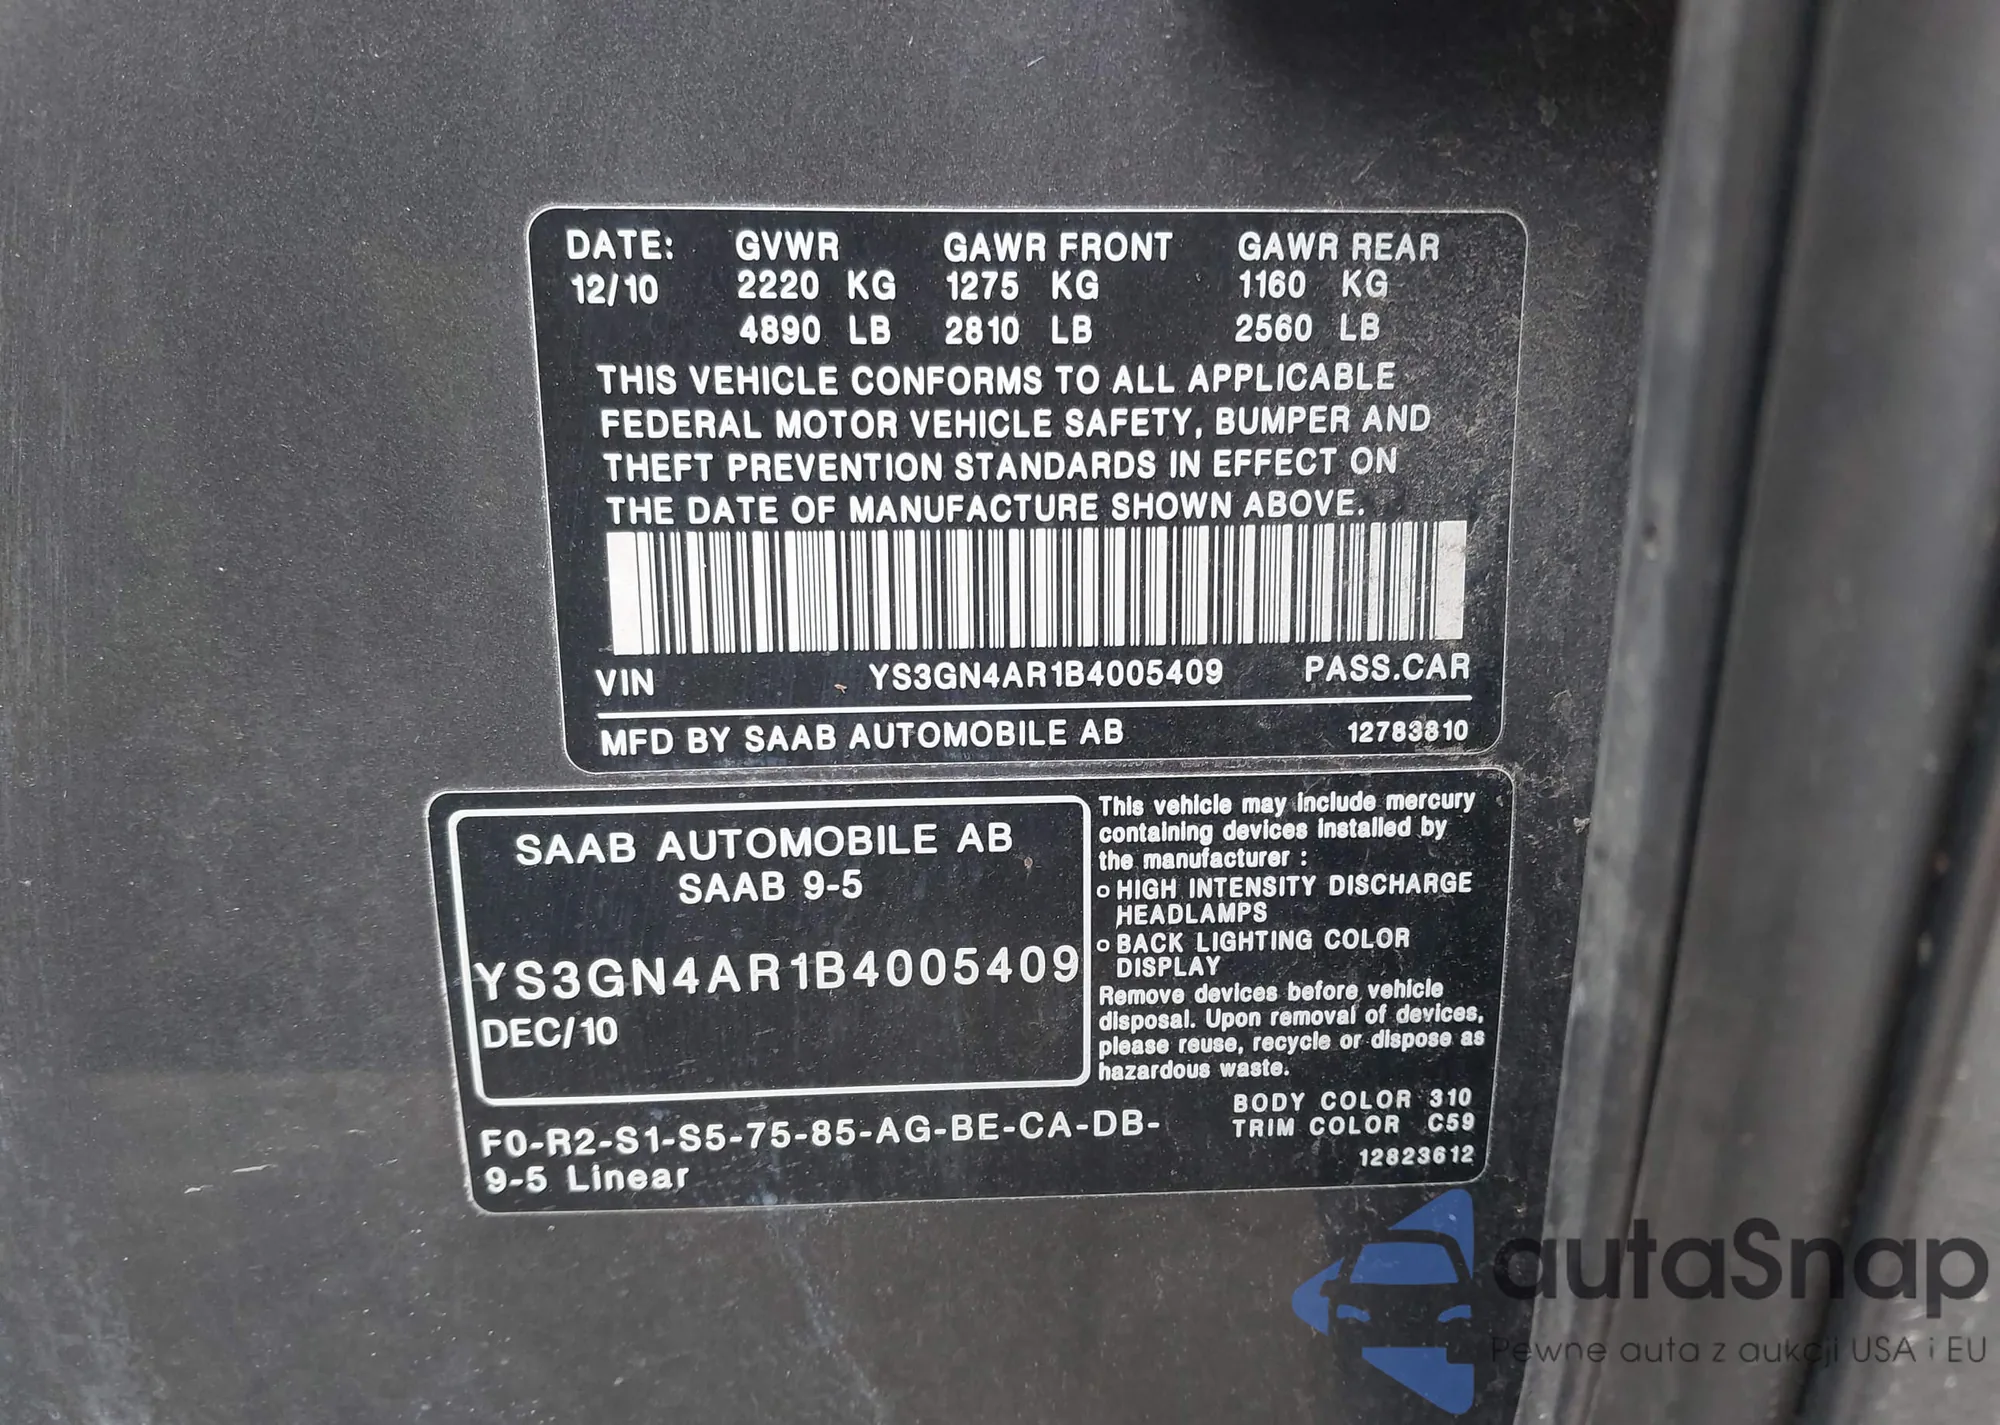 DATE: GVWR GAWR FRONT GAWR REAR
12/10 2220 KG 1275 KG 1160 KG
4890 LB 2810 LB 2560 LB
THIS VEHICLE CONFORMS TO ALL APPLICABLE
FEDERAL MOTOR VEHICLE SAFETY, BUMPER AND
THEFT PREVENTION STANDARDS IN EFFECT ON
THE DATE OF MANUFACTURE SHOWN ABOVE.
VIN YS3GN4AR1B4005409 PASS.CAR
MFD BY SAAB AUTOMOBILE AB 12783810
SAAB AUTOMOBILE AB
SAAB 9-5
YS3GN4AR1B4005409
DEC/10
This vehicle may include mercury
containing devices installed by
the manufacturer :
o HIGH INTENSITY DISCHARGE
HEADLAMPS
o BACK LIGHTING COLOR
DISPLAY
Remove devices before vehicle
disposal. Upon removal of devices,
please reuse, recycle or dispose as
hazardous waste.
F0-R2-S1-S5-75-85-AG-BE-CA-DB-
9-5 Linear
BODY COLOR 310
TRIM COLOR C59
12823612
autaSnap
Pewne auta z aukcji USA i EU